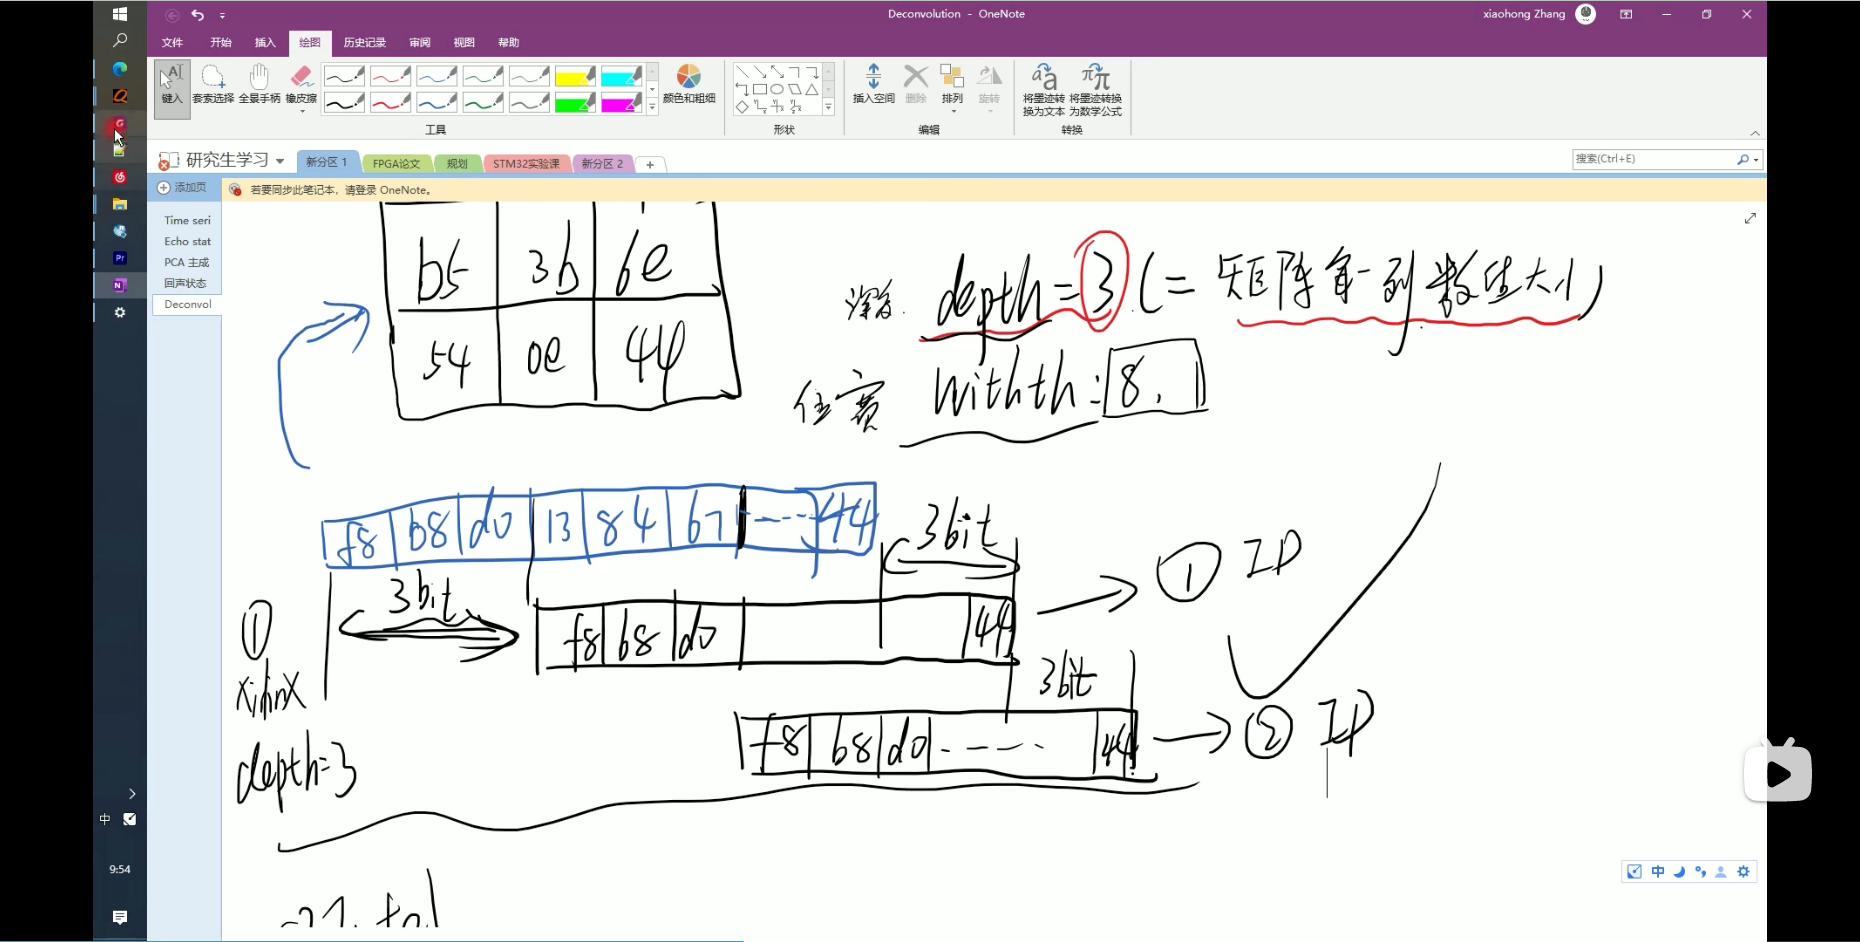 Deconvolution - OneNote
xiaohong Zhang
文件 开始 插入 绘图 历史记录 审阅 视图 帮助
键入 套索选择 全景手柄 橡皮擦
颜色和粗细
插入空间 删除 排列 旋转
将墨迹转换为文本 将墨迹转换为数学公式
工具 形状 编辑 转换
研究生学习
新分区 1 FPGA论文 规划 STM32实验课 新分区 2
搜索(Ctrl+E)
添加页
若要同步此笔记本，请登录 OneNote。
Time seri
Echo stat
PCA 主成
回声状态
Deconvol
b5 3b 6e
54 0e 44
深度 depth=3 (= 矩阵每一列数组大小)
位宽 Withth: 8, 1
f8 b8 d0 13 84 b7 ---- 44
3bit
① IP
3bit
f8 b8 d0 44
①
xilinx
3bit
depth=3
f8 b8 d0 ---- 44
② IP
中
9:54
中